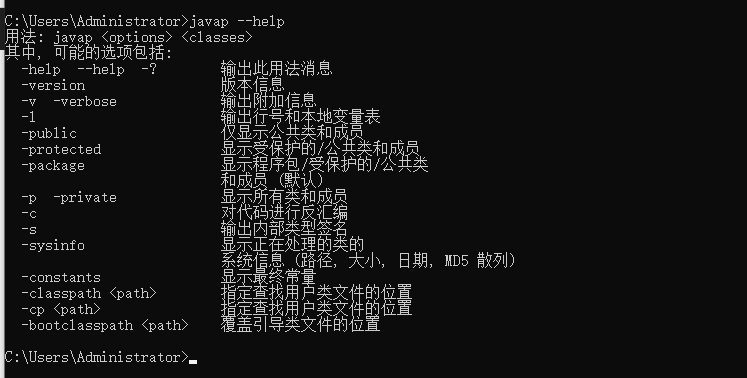 C:\Users\Administrator>javap --help
用法: javap <options> <classes>
其中, 可能的选项包括:
  -help  --help  -?        输出此用法消息
  -version                 版本信息
  -v  -verbose             输出附加信息
  -l                       输出行号和本地变量表
  -public                  仅显示公共类和成员
  -protected               显示受保护的/公共类和成员
  -package                 显示程序包/受保护的/公共类
                           和成员 (默认)
  -p  -private             显示所有类和成员
  -c                       对代码进行反汇编
  -s                       输出内部类型签名
  -sysinfo                 显示正在处理的类的
                           系统信息 (路径, 大小, 日期, MD5 散列)
  -constants               显示最终常量
  -classpath <path>        指定查找用户类文件的位置
  -cp <path>               指定查找用户类文件的位置
  -bootclasspath <path>    覆盖引导类文件的位置
C:\Users\Administrator>